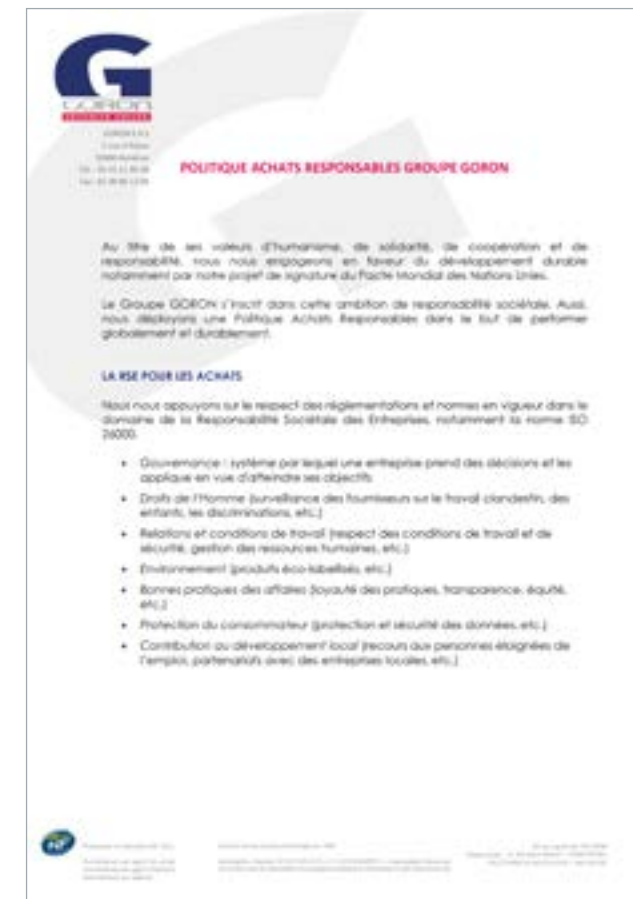 G
GORON
POLITIQUE ACHATS RESPONSABLES GROUPE GORON
Au titre de ses valeurs d'humanisme, de solidarité, de coopération et de
responsabilité, nous nous engageons en faveur du développement durable
notamment par notre projet de signature du Pacte Mondial des Nations Unies.
Le Groupe GORON s'inscrit dans cette ambition de responsabilité sociétale. Aussi,
nous déployons une Politique Achats Responsables dans le but de performer
globalement et durablement.
LA RSE POUR LES ACHATS
Nous nous appuyons sur le respect des réglementations et normes en vigueur dans le
domaine de la Responsabilité Sociétale des Entreprises, notamment la norme ISO
26000.
• Gouvernance : système par lequel une entreprise prend des décisions et les
applique en vue d'atteindre ses objectifs
• Droits de l'Homme (surveillance des fournisseurs sur le travail clandestin, des
enfants, les discriminations, etc.)
• Relations et conditions de travail (respect des conditions de travail et de
sécurité, gestion des ressources humaines, etc.)
• Environnement (produits éco-labellisés, etc.)
• Bonnes pratiques des affaires (loyauté des pratiques, transparence, équité,
etc.)
• Protection du consommateur (protection et sécurité des données, etc.)
• Contribution au développement local (recours aux personnes éloignées de
l'emploi, partenariats avec des entreprises locales, etc.)
NF